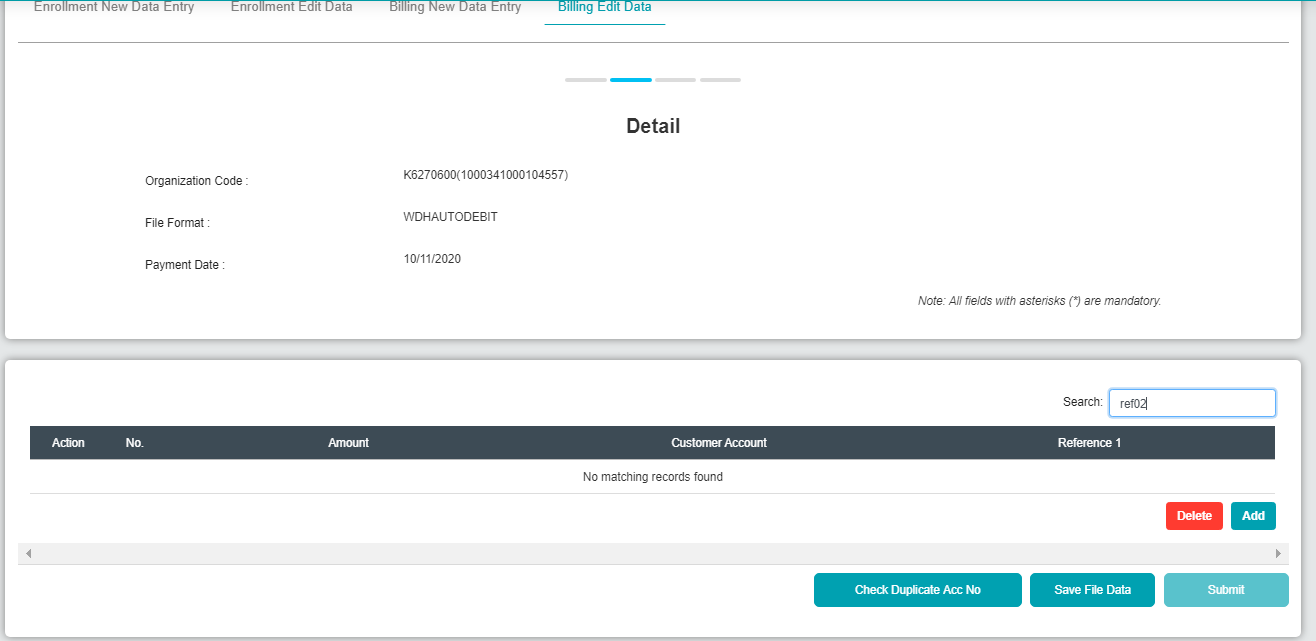 Enrollment New Data Entry Enrollment Edit Data Billing New Data Entry Billing Edit Data
Detail
Organization Code : K6270600(1000341000104557)
File Format : WDHAUTODEBIT
Payment Date : 10/11/2020
Note: All fields with asterisks (*) are mandatory.
Search: ref02
Action No. Amount Customer Account Reference 1
No matching records found
Delete Add
Check Duplicate Acc No Save File Data Submit